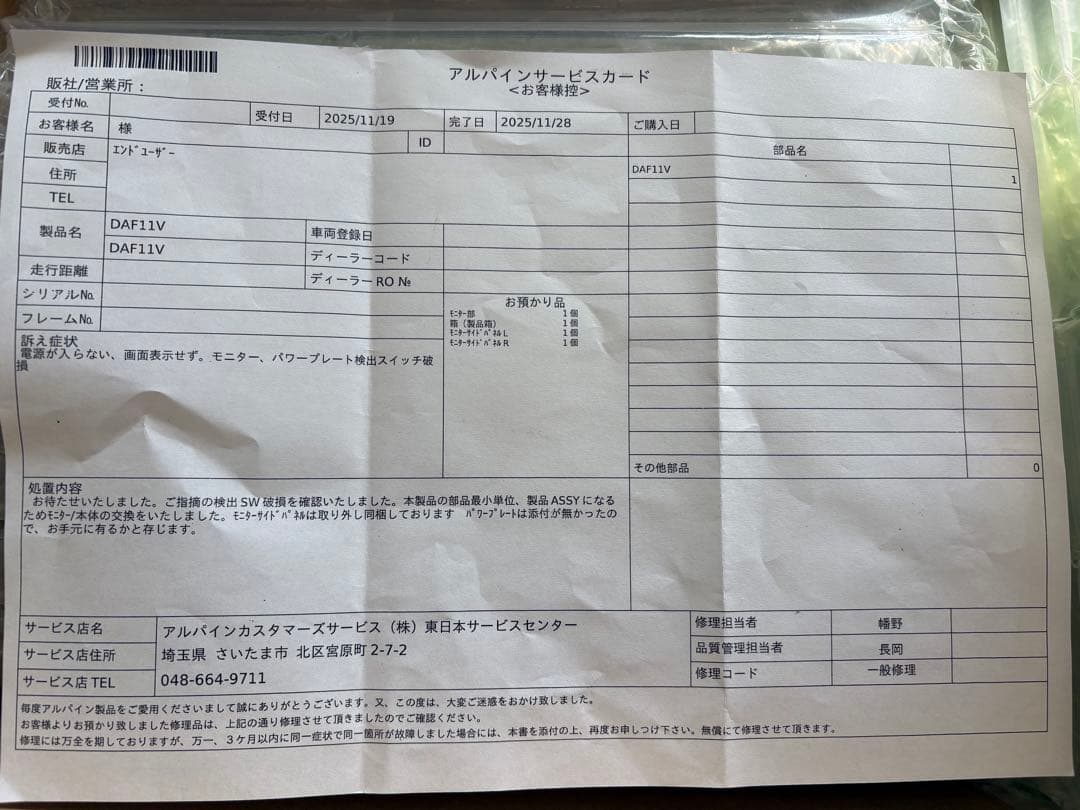 アルパインサービスカード
<お客様控>
販社/営業所：
受付No.
受付日 2025/11/19 完了日 2025/11/28 ご購入日
お客様名 様
販売店 ｴﾝﾄﾞﾕｰｻﾞｰ ID
住所
TEL
部品名
DAF11V 1
製品名 DAF11V 車両登録日
DAF11V ディーラーコード
走行距離 ディーラー RO №
シリアルNo.
フレームNo.
お預かり品
ﾓﾆﾀｰ部 1個
箱（製品箱） 1個
ﾓﾆﾀｰｻｲﾄﾞﾊﾟﾈﾙ L 1個
ﾓﾆﾀｰｻｲﾄﾞﾊﾟﾈﾙ R 1個
訴え症状
電源が入らない、画面表示せず。モニター、パワープレート検出スイッチ破
損
その他部品 0
処置内容
お待たせいたしました。ご指摘の検出 SW 破損を確認いたしました。本製品の部品最小単位、製品 ASSY になる
ためﾓﾆﾀｰ/本体の交換をいたしました。ﾓﾆﾀｰｻｲﾄﾞﾊﾟﾈﾙは取り外し同梱しております ﾊﾟﾜｰﾌﾟﾚｰﾄは添付が無かったの
で、お手元に有るかと存じます。
サービス店名 アルパインカスタマーズサービス（株）東日本サービスセンター
サービス店住所 埼玉県 さいたま市 北区宮原町 2-7-2
サービス店 TEL 048-664-9711
修理担当者 幡野
品質管理担当者 長岡
修理コード 一般修理
毎度アルパイン製品をご愛用くださいまして誠にありがとうございます。又、この度は、大変ご迷惑をおかけ致しました。
お客様よりお預かり致しました修理品は、上記の通り修理させて頂きましたのでご確認ください。
修理には万全を期しておりますが、万一、３ケ月以内に同一症状で同一箇所が故障しました場合には、本書を添付の上、再度お申しつけ下さい。無償にて修理させて頂きます。